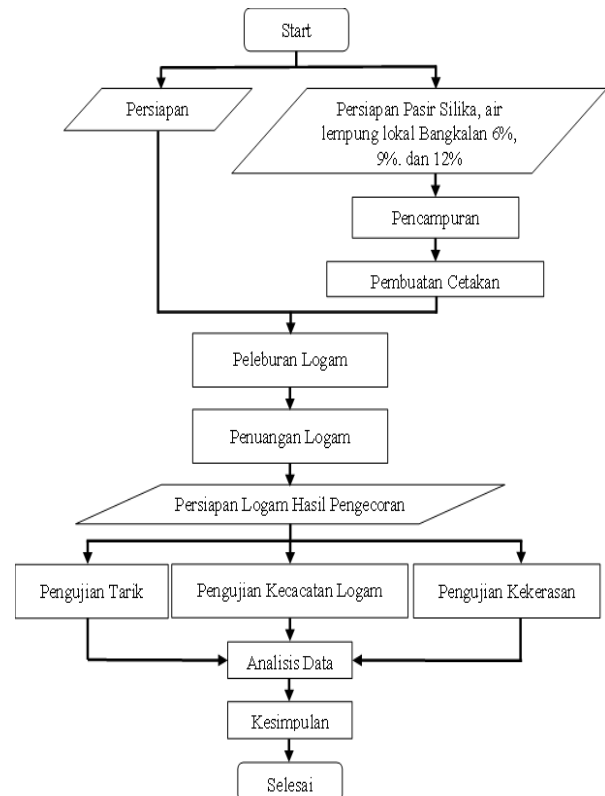 Start
Persiapan
Persiapan Pasir Silika, air
lempung lokal Bangkalan 6%,
9%. dan 12%
Pencampuran
Pembuatan Cetakan
Peleburan Logam
Penuangan Logam
Persiapan Logam Hasil Pengecoran
Pengujian Tarik
Pengujian Kecacatan Logam
Pengujian Kekerasan
Analisis Data
Kesimpulan
Selesai